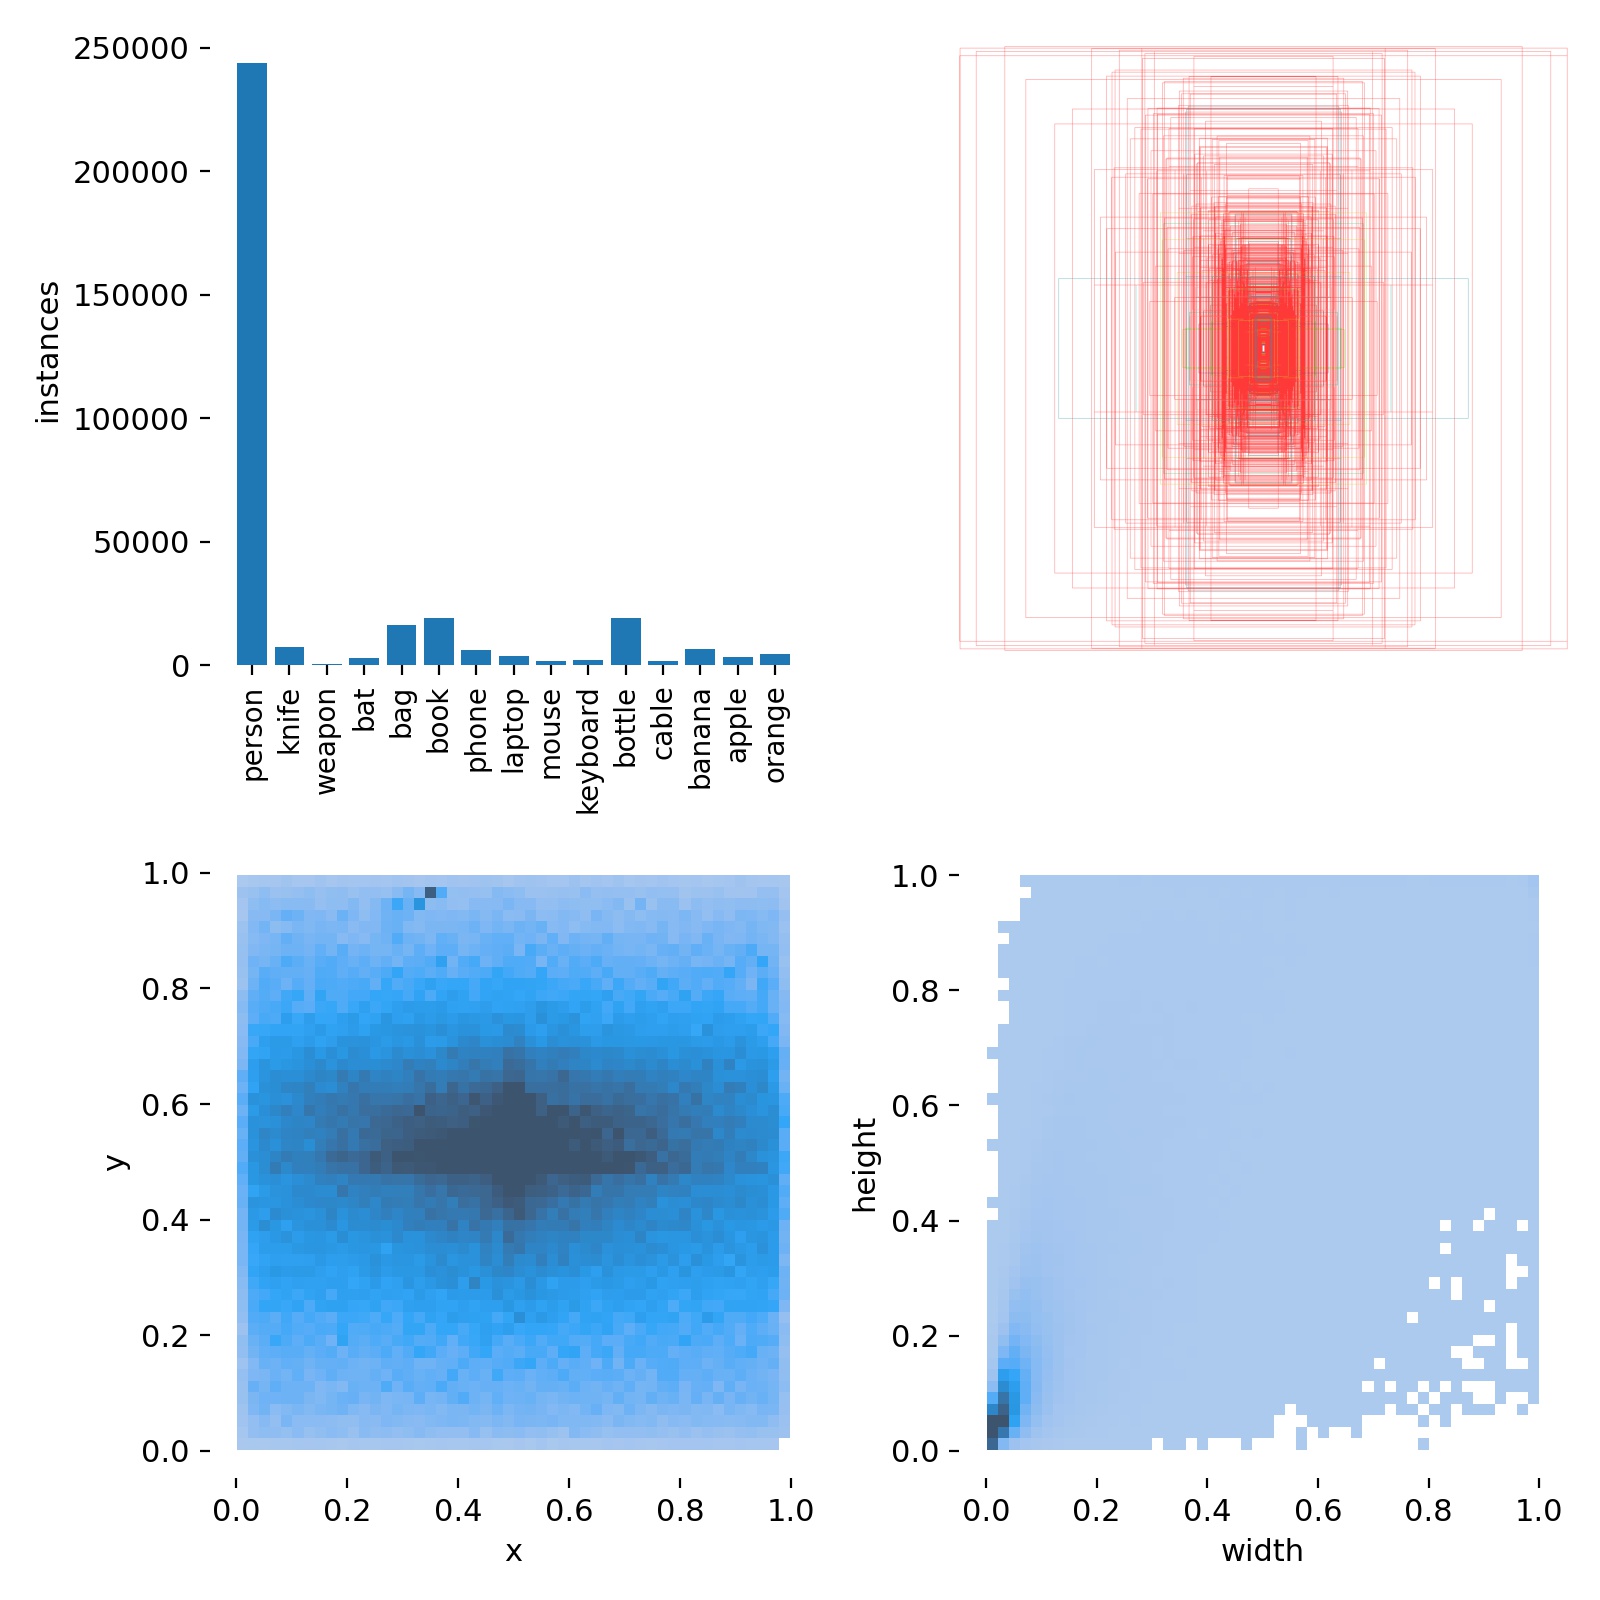 250000
200000
150000
100000
50000
0
instances
person
knife
weapon
bat
bag
book
phone
laptop
mouse
keyboard
bottle
cable
banana
apple
orange
1.0
0.8
0.6
0.4
0.2
0.0
y
0.0 0.2 0.4 0.6 0.8 1.0
x
1.0
0.8
0.6
0.4
0.2
0.0
height
0.0 0.2 0.4 0.6 0.8 1.0
width